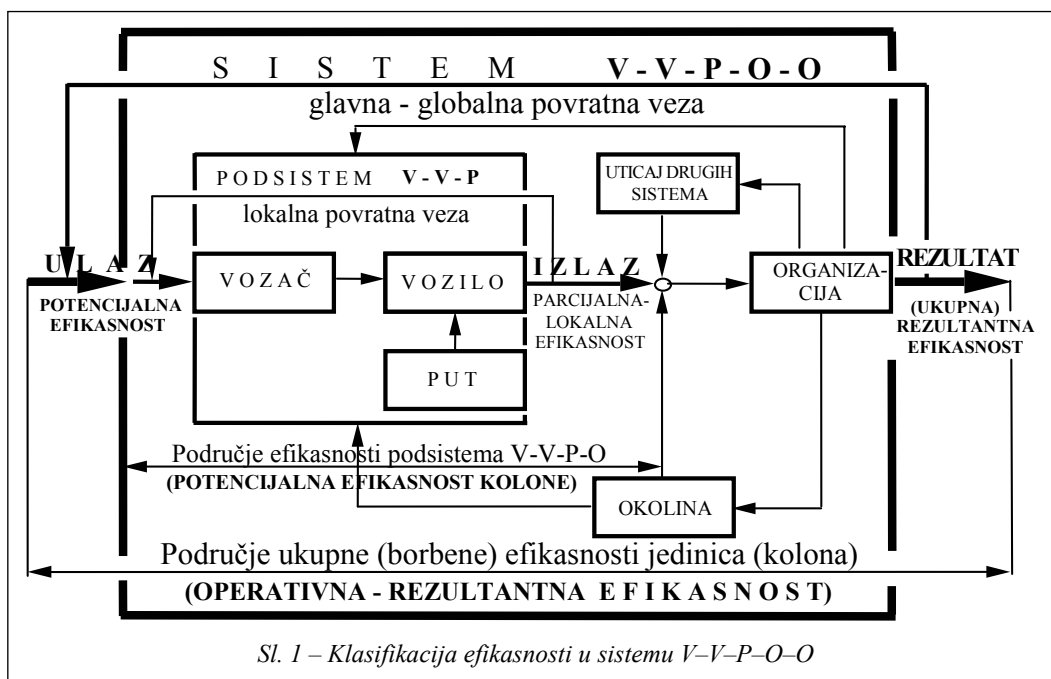 S I S T E M V - V - P - O - O
glavna - globalna povratna veza
P O D S I S T E M V - V - P
lokalna povratna veza
UTICAJ DRUGIH
SISTEMA
U L A Z
POTENCIJALNA
EFIKASNOST
V O Z A Č
V O Z I L O
I Z L A Z
PARCIJALNA-
LOKALNA
EFIKASNOST
ORGANIZA-
CIJA
REZULTAT
(UKUPNA)
REZULTANTNA
EFIKASNOST
P U T
Područje efikasnosti podsistema V-V-P-O
(POTENCIJALNA EFIKASNOST KOLONE)
OKOLINA
Područje ukupne (borbene) efikasnosti jedinica (kolona)
(OPERATIVNA - REZULTANTNA E F I K A S N O S T)
Sl. 1 – Klasifikacija efikasnosti u sistemu V–V–P–O–O